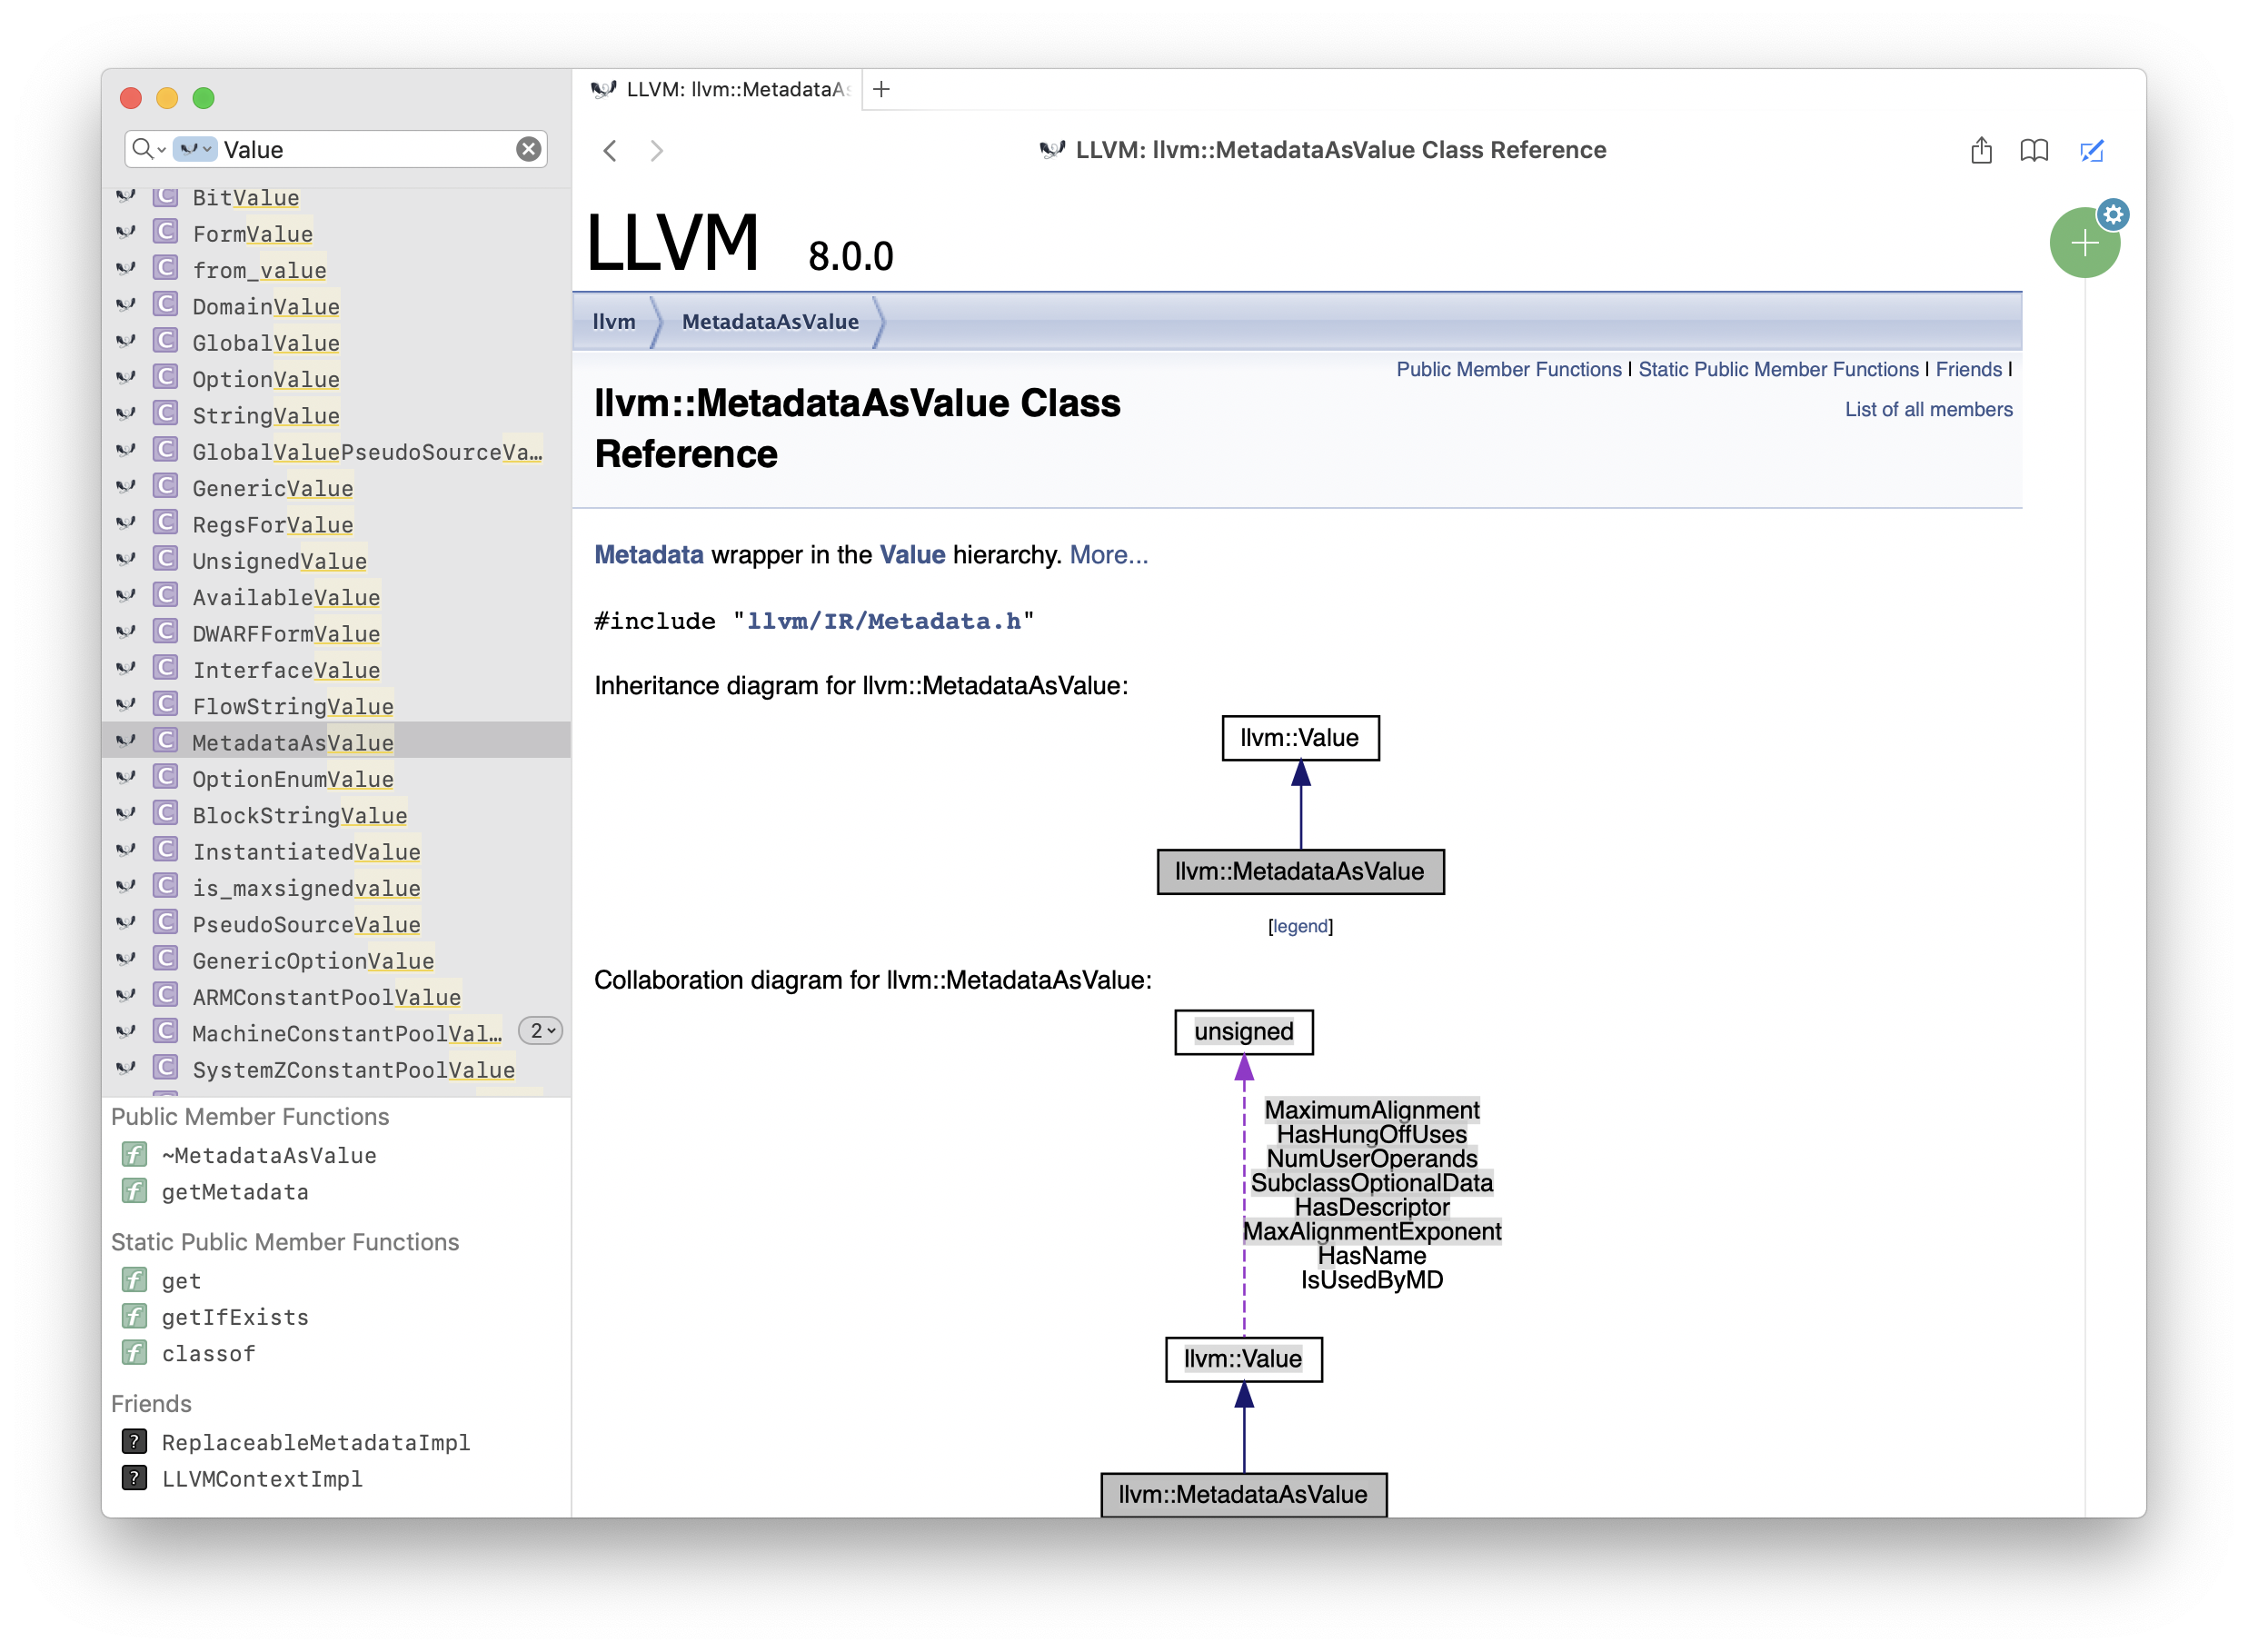 Value
BitValue
FormValue
from_value
DomainValue
GlobalValue
OptionValue
StringValue
GlobalValuePseudoSourceVa…
GenericValue
RegsForValue
UnsignedValue
AvailableValue
DWARFFormValue
InterfaceValue
FlowStringValue
MetadataAsValue
OptionEnumValue
BlockStringValue
InstantiatedValue
is_maxsignedvalue
PseudoSourceValue
GenericOptionValue
ARMConstantPoolValue
MachineConstantPoolVal… 2
SystemZConstantPoolValue
Public Member Functions
~MetadataAsValue
getMetadata
Static Public Member Functions
get
getIfExists
classof
Friends
ReplaceableMetadataImpl
LLVMContextImpl
LLVM: llvm::MetadataAs
LLVM: llvm::MetadataAsValue Class Reference
LLVM 8.0.0
llvm MetadataAsValue
Public Member Functions | Static Public Member Functions | Friends |
List of all members
llvm::MetadataAsValue Class
Reference
Metadata wrapper in the Value hierarchy. More...
#include "llvm/IR/Metadata.h"
Inheritance diagram for llvm::MetadataAsValue:
llvm::Value
llvm::MetadataAsValue
[legend]
Collaboration diagram for llvm::MetadataAsValue:
unsigned
MaximumAlignment
HasHungOffUses
NumUserOperands
SubclassOptionalData
HasDescriptor
MaxAlignmentExponent
HasName
IsUsedByMD
llvm::Value
llvm::MetadataAsValue